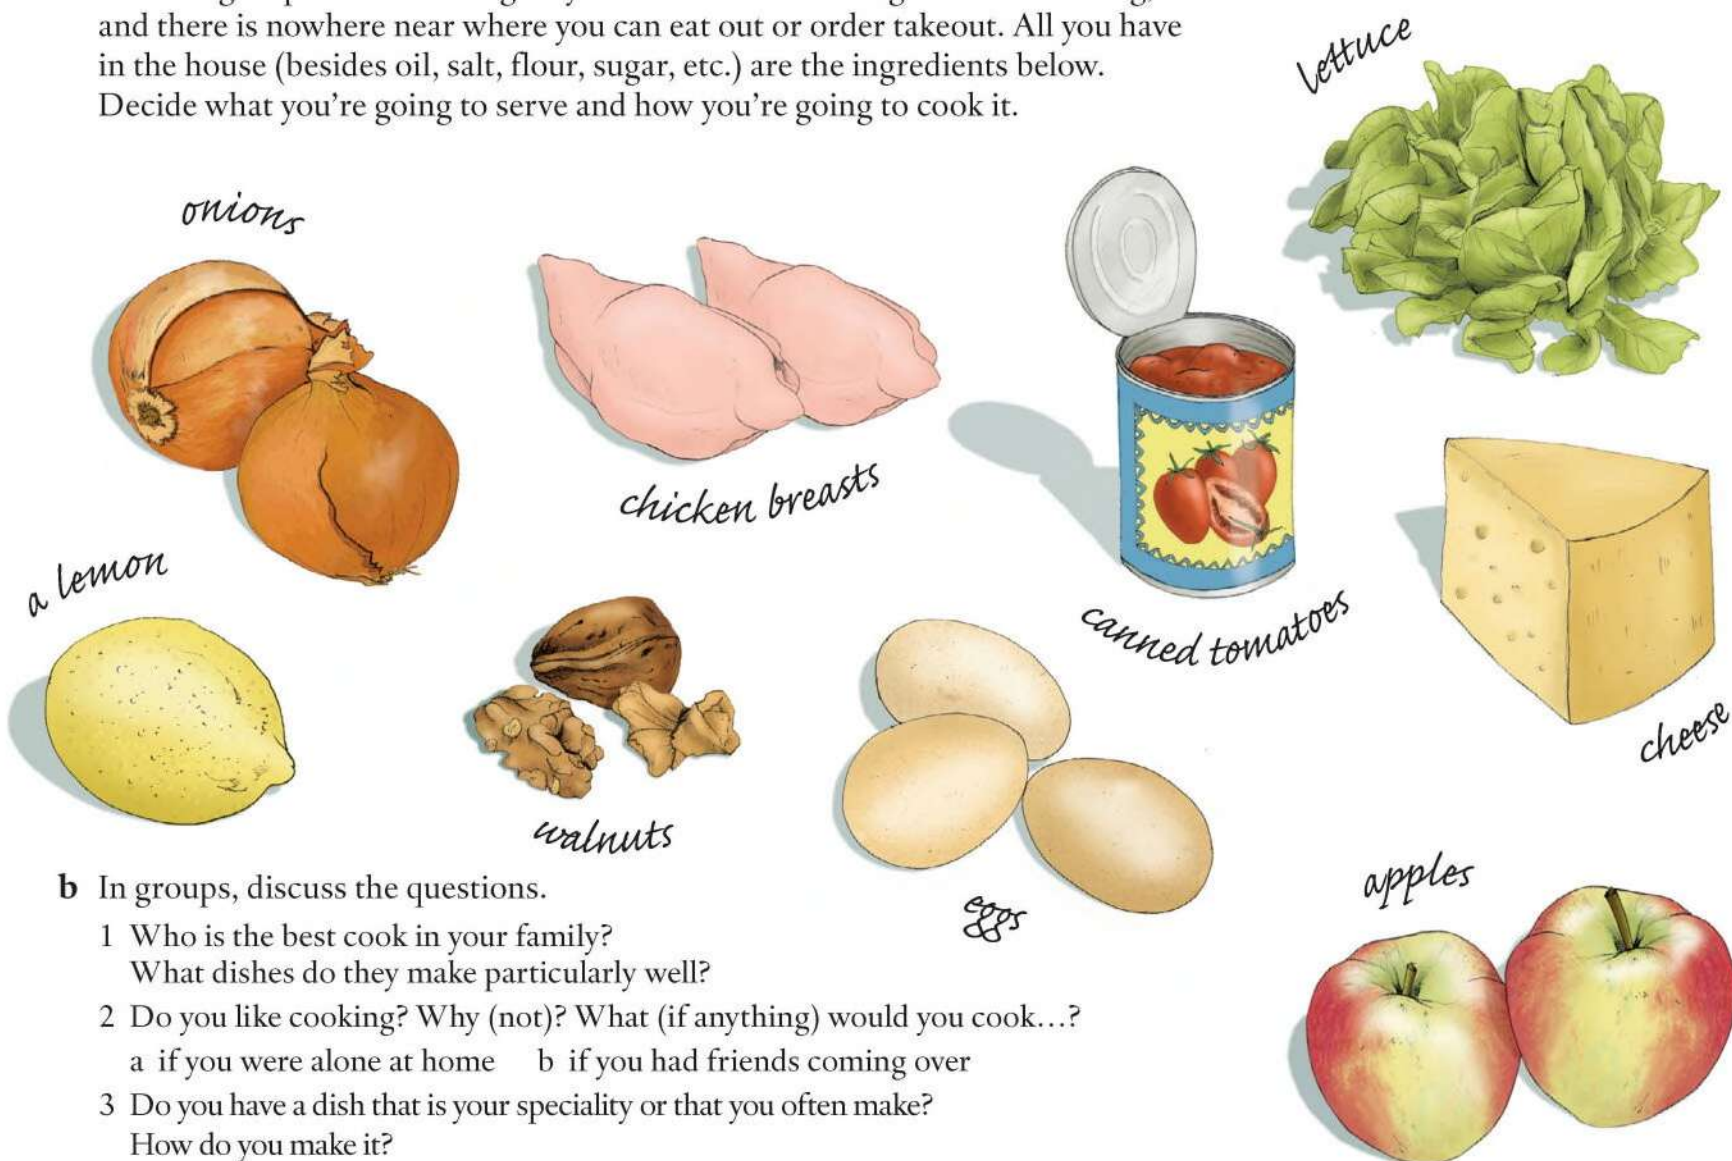 and there is nowhere near where you can eat out or order takeout. All you have
in the house (besides oil, salt, flour, sugar, etc.) are the ingredients below.
Decide what you're going to serve and how you're going to cook it.
lettuce
onions
chicken breasts
canned tomatoes
cheese
a lemon
walnuts
eggs
apples
b In groups, discuss the questions.
1 Who is the best cook in your family?
What dishes do they make particularly well?
2 Do you like cooking? Why (not)? What (if anything) would you cook…?
a if you were alone at home b if you had friends coming over
3 Do you have a dish that is your speciality or that you often make?
How do you make it?